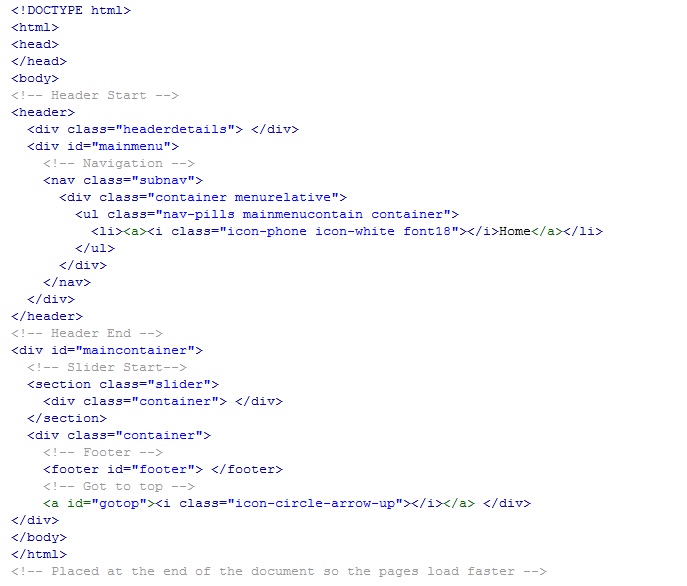 <!DOCTYPE html>
<html>
<head>
</head>
<body>
<!-- Header Start -->
<header>
  <div class="headerdetails"> </div>
  <div id="mainmenu">
    <!-- Navigation -->
    <nav class="subnav">
      <div class="container menurelative">
        <ul class="nav-pills mainmenucontain container">
          <li><a><i class="icon-phone icon-white font18"></i>Home</a></li>
        </ul>
      </div>
    </nav>
  </div>
</header>
<!-- Header End -->
<div id="maincontainer">
  <!-- Slider Start-->
  <section class="slider">
    <div class="container"> </div>
  </section>
  <div class="container">
    <!-- Footer -->
    <footer id="footer"> </footer>
    <!-- Got to top -->
    <a id="gotop"><i class="icon-circle-arrow-up"></i></a> </div>
</div>
</body>
</html>
<!-- Placed at the end of the document so the pages load faster -->